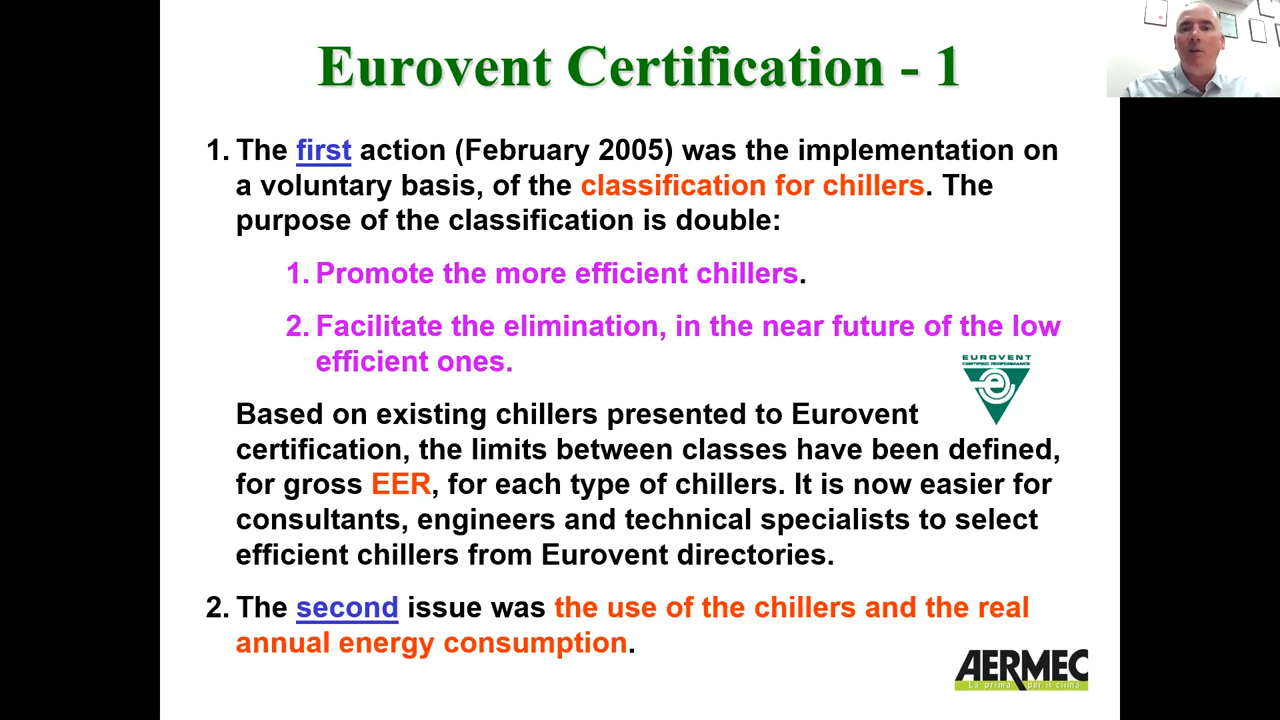 Eurovent Certification - 1
1. The first action (February 2005) was the implementation on
a voluntary basis, of the classification for chillers. The
purpose of the classification is double:
1. Promote the more efficient chillers.
2. Facilitate the elimination, in the near future of the low
efficient ones.
EUROVENT
CERTIFIED PERFORMANCE
Based on existing chillers presented to Eurovent
certification, the limits between classes have been defined,
for gross EER, for each type of chillers. It is now easier for
consultants, engineers and technical specialists to select
efficient chillers from Eurovent directories.
2. The second issue was the use of the chillers and the real
annual energy consumption.
AERMEC
La prima per il clima